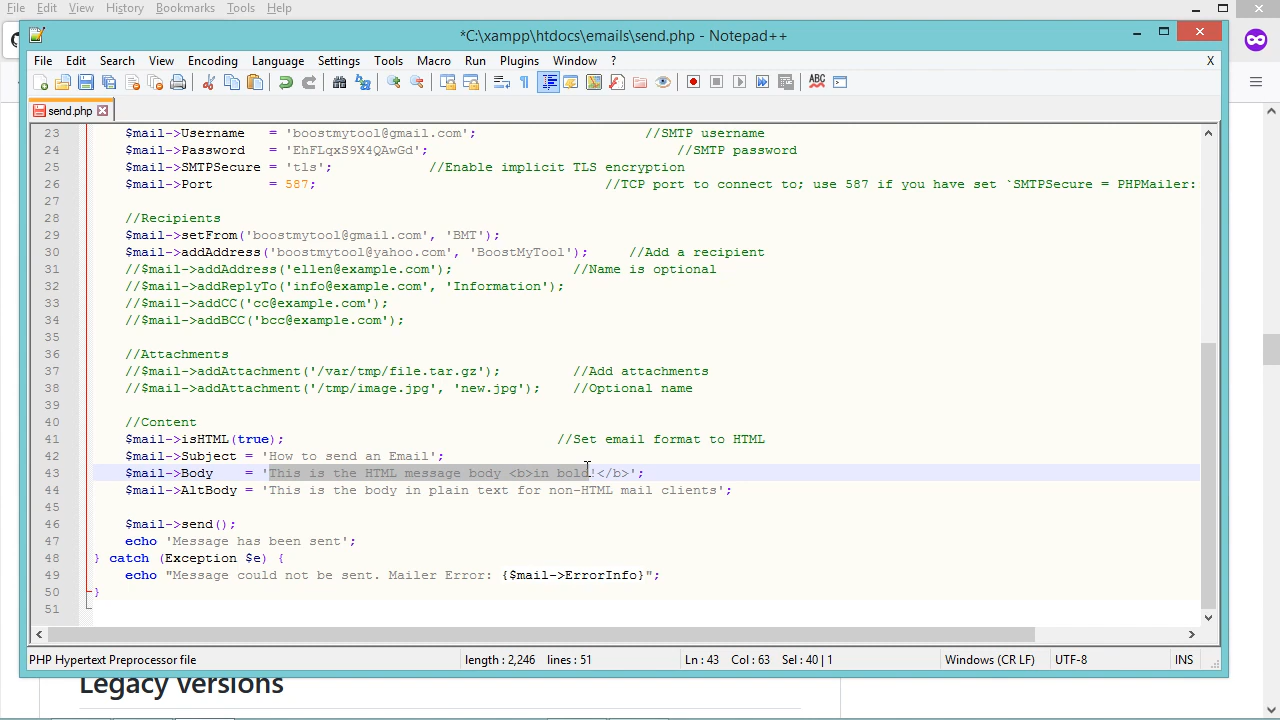 File Edit View History Bookmarks Tools Help
*C:\xampp\htdocs\emails\send.php - Notepad++
File Edit Search View Encoding Language Settings Tools Macro Run Plugins Window ? X
send.php
23 $mail->Username   = 'boostmytool@gmail.com';                     //SMTP username
24 $mail->Password   = 'EhFLqxS9X4QAwGd';                               //SMTP password
25 $mail->SMTPSecure = 'tls';            //Enable implicit TLS encryption
26 $mail->Port       = 587;                                    //TCP port to connect to; use 587 if you have set `SMTPSecure = PHPMailer:
27
28 //Recipients
29 $mail->setFrom('boostmytool@gmail.com', 'BMT');
30 $mail->addAddress('boostmytool@yahoo.com', 'BoostMyTool');     //Add a recipient
31 //$mail->addAddress('ellen@example.com');               //Name is optional
32 //$mail->addReplyTo('info@example.com', 'Information');
33 //$mail->addCC('cc@example.com');
34 //$mail->addBCC('bcc@example.com');
35
36 //Attachments
37 //$mail->addAttachment('/var/tmp/file.tar.gz');         //Add attachments
38 //$mail->addAttachment('/tmp/image.jpg', 'new.jpg');    //Optional name
39
40 //Content
41 $mail->isHTML(true);                                  //Set email format to HTML
42 $mail->Subject = 'How to send an Email';
43 $mail->Body    = 'This is the HTML message body <b>in bold!</b>';
44 $mail->AltBody = 'This is the body in plain text for non-HTML mail clients';
45
46 $mail->send();
47 echo 'Message has been sent';
48 } catch (Exception $e) {
49 echo "Message could not be sent. Mailer Error: {$mail->ErrorInfo}";
50 }
51
PHP Hypertext Preprocessor file length : 2,246 lines : 51 Ln : 43 Col : 63 Sel : 40 | 1 Windows (CR LF) UTF-8 INS
Legacy versions